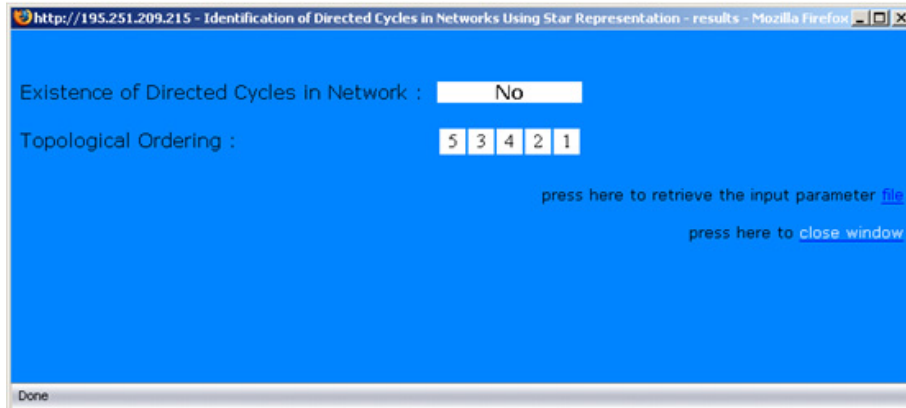 http://195.251.209.215 - Identification of Directed Cycles in Networks Using Star Representation - results - Mozilla Firefox
Existence of Directed Cycles in Network : No
Topological Ordering : 5 3 4 2 1
press here to retrieve the input parameter file
press here to close window
Done